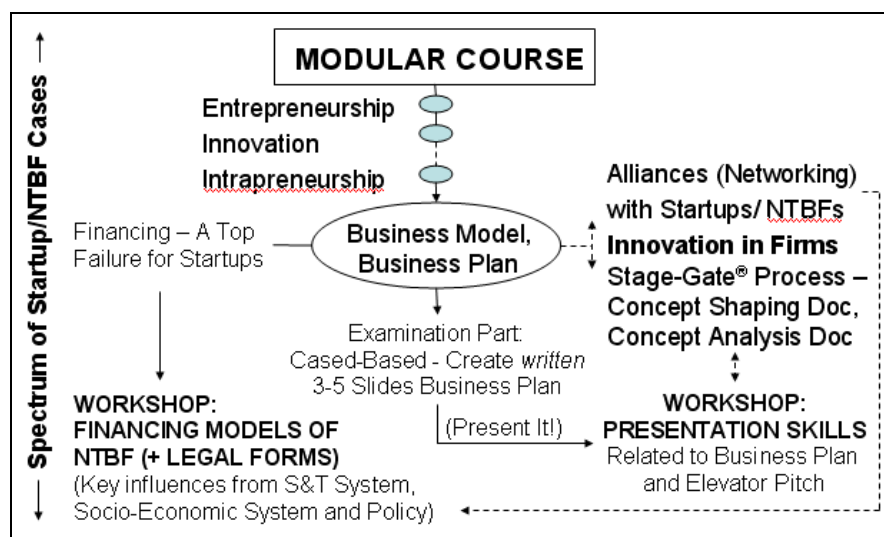 Spectrum of Startup/NTBF Cases
MODULAR COURSE
Entrepreneurship
Innovation
Intrapreneurship
Business Model,
Business Plan
Financing – A Top
Failure for Startups
Alliances (Networking)
with Startups/ NTBFs
Innovation in Firms
Stage-Gate® Process –
Concept Shaping Doc,
Concept Analysis Doc
Examination Part:
Cased-Based - Create written
3-5 Slides Business Plan
(Present It!)
WORKSHOP:
FINANCING MODELS OF
NTBF (+ LEGAL FORMS)
(Key influences from S&T System,
Socio-Economic System and Policy)
WORKSHOP:
PRESENTATION SKILLS
Related to Business Plan
and Elevator Pitch